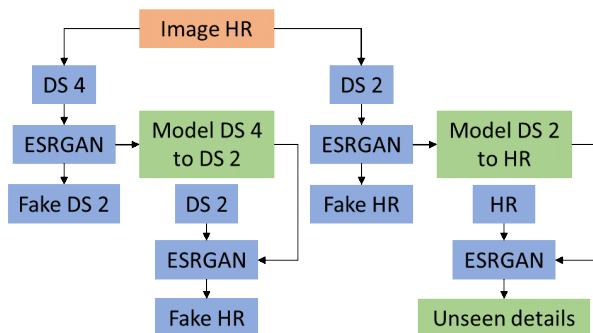 Image HR
DS 4
DS 2
ESRGAN
Model DS 4
to DS 2
ESRGAN
Model DS 2
to HR
Fake DS 2
DS 2
Fake HR
HR
ESRGAN
ESRGAN
Fake HR
Unseen details